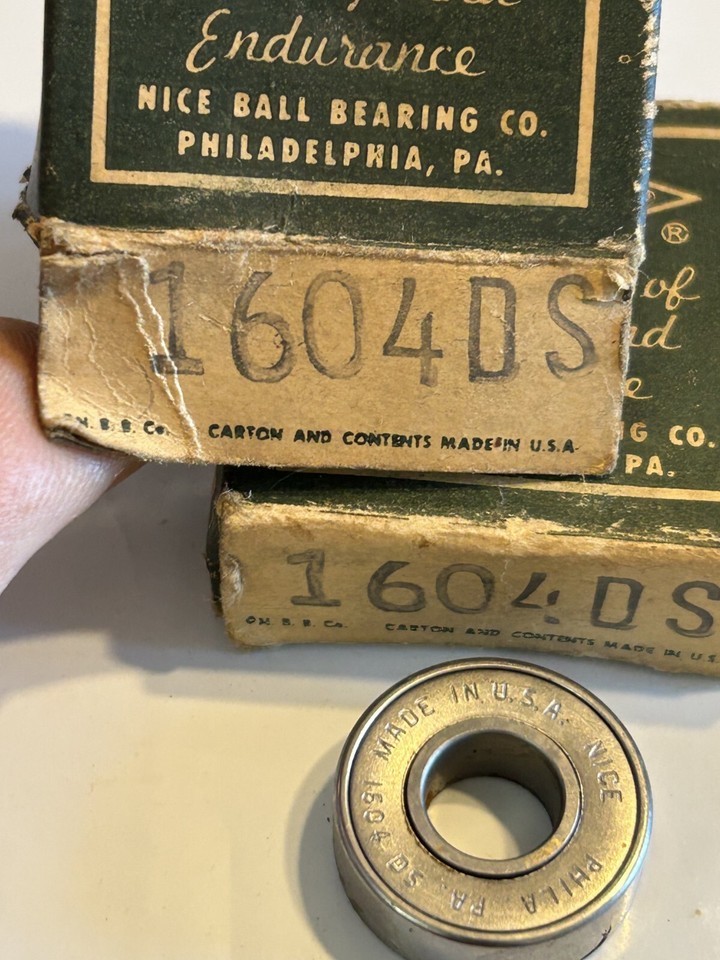 Endurance
NICE BALL BEARING CO.
PHILADELPHIA, PA.
1604DS
N. B. B. Co. CARTON AND CONTENTS MADE IN U.S.A.
®
of
G CO.
PA.
1604DS
© N. B. B. Co. CARTON AND CONTENTS MADE IN U.S.
MADE IN U.S.A. NICE PHILA. PA. 1604 DS